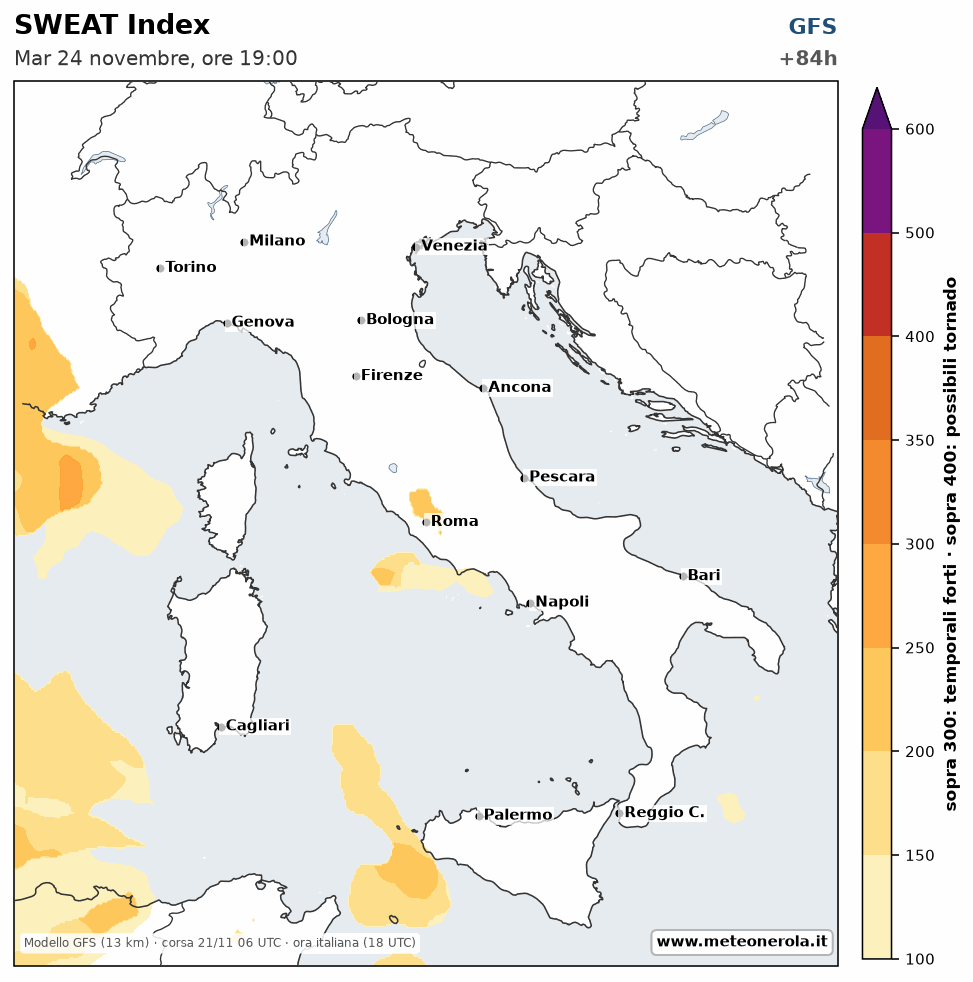 SWEAT Index
GFS
Mar 24 novembre, ore 19:00
+84h
600
500
400
350
300
250
200
150
100
sopra 300: temporali forti · sopra 400: possibili tornado
Milano
Venezia
Torino
Genova
Bologna
Firenze
Ancona
Pescara
Roma
Bari
Napoli
Cagliari
Palermo
Reggio C.
Modello GFS (13 km) · corsa 21/11 06 UTC · ora italiana (18 UTC)
www.meteonerola.it